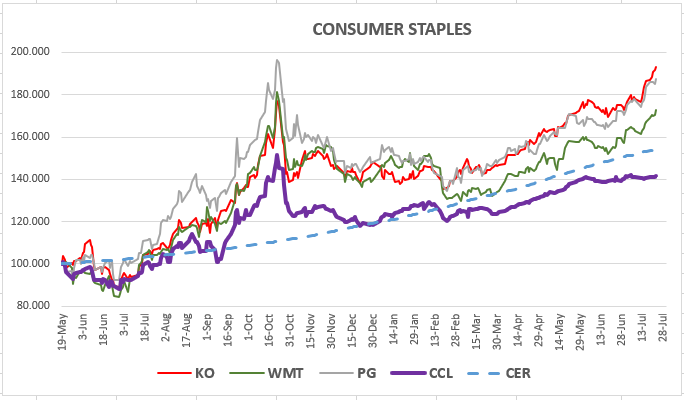 CONSUMER STAPLES
200.000
180.000
160.000
140.000
120.000
100.000
80.000
19-May
3-Jun
18-Jun
3-Jul
18-Jul
2-Aug
17-Aug
1-Sep
16-Sep
1-Oct
16-Oct
31-Oct
15-Nov
30-Nov
15-Dec
30-Dec
14-Jan
29-Jan
13-Feb
28-Feb
15-Mar
30-Mar
14-Apr
29-Apr
14-May
29-May
13-Jun
28-Jun
13-Jul
28-Jul
KO WMT PG CCL CER